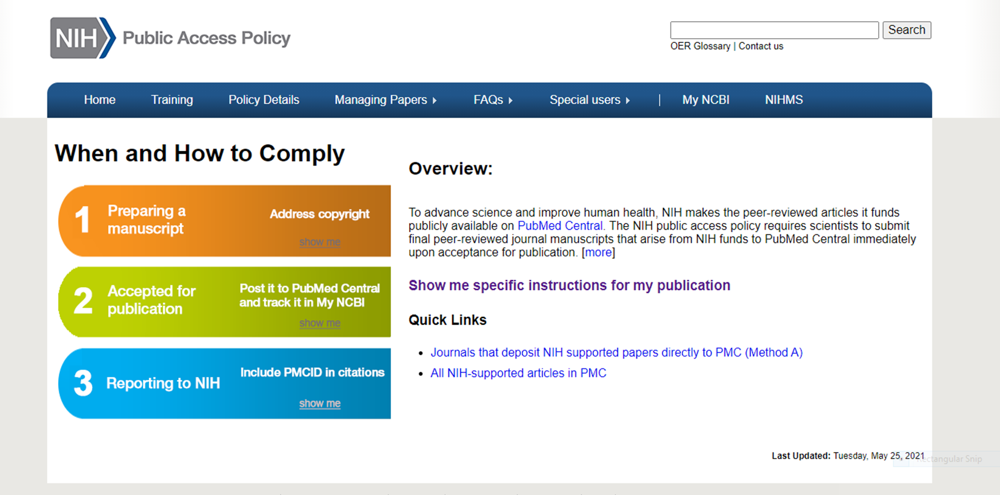 NIH Public Access Policy
Search
OER Glossary | Contact us
Home Training Policy Details Managing Papers FAQs Special users | My NCBI NIHMS
When and How to Comply
1 Preparing a
manuscript
Address copyright
show me
2 Accepted for
publication
Post it to PubMed Central
and track it in My NCBI
show me
3 Reporting to NIH
Include PMCID in citations
show me
Overview:
To advance science and improve human health, NIH makes the peer-reviewed articles it funds
publicly available on PubMed Central. The NIH public access policy requires scientists to submit
final peer-reviewed journal manuscripts that arise from NIH funds to PubMed Central immediately
upon acceptance for publication. [more]
Show me specific instructions for my publication
Quick Links
• Journals that deposit NIH supported papers directly to PMC (Method A)
• All NIH-supported articles in PMC
Last Updated: Tuesday, May 25, 2021
Rectangular Snip